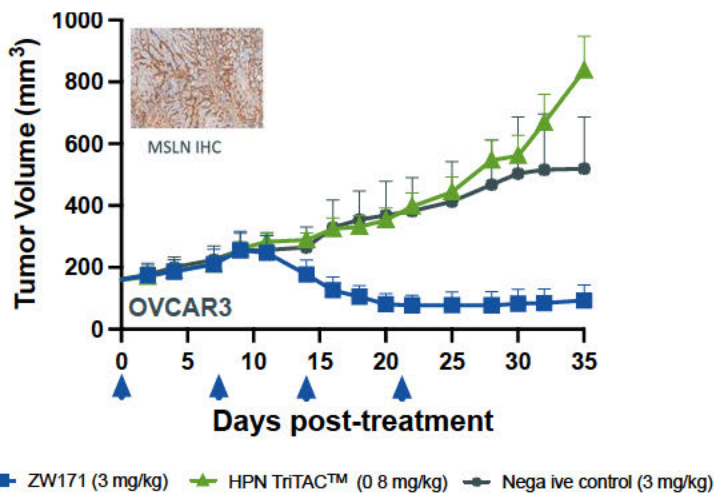 1000
800
600
400
200
0
Tumor Volume (mm³)
MSLN IHC
OVCAR3
0 5 10 15 20 25 30 35
Days post-treatment
ZW171 (3 mg/kg) HPN TriTAC™ (0 8 mg/kg) Nega ive control (3 mg/kg)